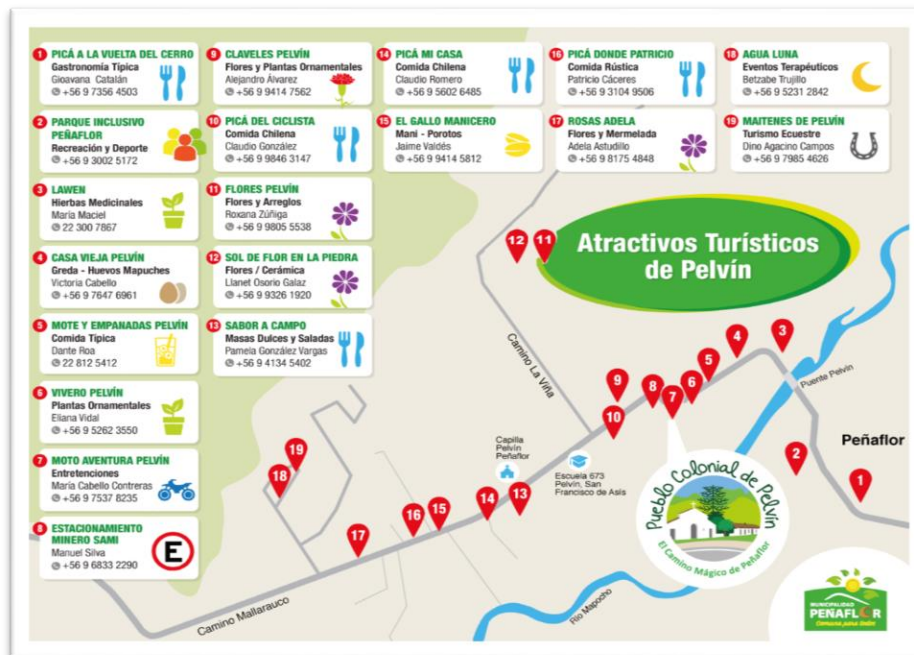 1 PICÁ A LA VUELTA DEL CERRO
Gastronomía Típica
Gioavana Catalán
+56 9 7356 4503
2 PARQUE INCLUSIVO
PEÑAFLOR
Recreación y Deporte
+56 9 3002 5172
3 LAWEN
Hierbas Medicinales
María Maciel
22 300 7867
4 CASA VIEJA PELVÍN
Greda - Huevos Mapuches
Victoria Cabello
+56 9 7647 6961
5 MOTE Y EMPANADAS PELVÍN
Comida Típica
Dante Roa
22 812 5412
6 VIVERO PELVÍN
Plantas Ornamentales
Eliana Vidal
+56 9 5262 3550
7 MOTO AVENTURA PELVÍN
Entretenciones
María Cabello Contreras
+56 9 7537 8235
8 ESTACIONAMIENTO
MINERO SAMI
Manuel Silva
+56 9 6833 2290
E
9 CLAVELES PELVÍN
Flores y Plantas Ornamentales
Alejandro Álvarez
+56 9 9414 7562
10 PICÁ DEL CICLISTA
Comida Chilena
Claudio González
+56 9 9846 3147
11 FLORES PELVÍN
Flores y Arreglos
Roxana Zúñiga
+56 9 9805 5538
12 SOL DE FLOR EN LA PIEDRA
Flores / Cerámica
Llanet Osorio Galaz
+56 9 9326 1920
13 SABOR A CAMPO
Masas Dulces y Saladas
Pamela González Vargas
+56 9 4134 5402
14 PICÁ MI CASA
Comida Chilena
Claudio Romero
+56 9 5602 6485
15 EL GALLO MANICERO
Maní - Porotos
Jaime Valdés
+56 9 9414 5812
16 PICÁ DONDE PATRICIO
Comida Rústica
Patricio Cáceres
+56 9 3104 9506
17 ROSAS ADELA
Flores y Mermelada
Adela Astudillo
+56 9 8175 4848
18 AGUA LUNA
Eventos Terapéuticos
Betzabe Trujillo
+56 9 5231 2842
19 MAITENES DE PELVÍN
Turismo Ecuestre
Dino Agacino Campos
+56 9 7985 4626
Atractivos Turísticos
de Pelvín
12
11
Camino La Viña
3
4
5
6
7
8
9
10
Puente Pelvín
Peñaflor
2
1
Capilla
Pelvín
Peñaflor
Escuela 673
Pelvín, San
Francisco de Asis
19
18
17
16
15
14
13
Camino Mallarauco
Río Mapocho
Pueblo Colonial de Pelvín
El Camino Mágico de Peñaflor
MUNICIPALIDAD
PEÑAFLOR
Comuna para todos